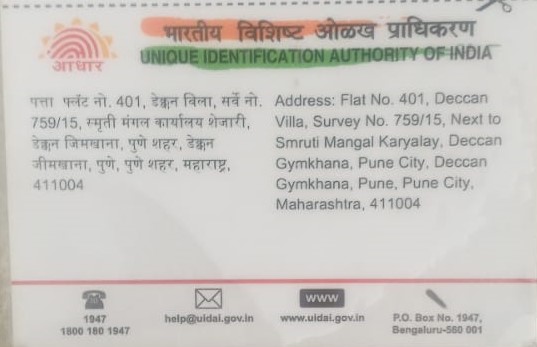 भारतीय विशिष्ट ओळख प्राधिकरण
UNIQUE IDENTIFICATION AUTHORITY OF INDIA
आधार
पत्ता फ्लॅट नो. 401, डेक्कन विला, सर्वे नो.
759/15, स्मृती मंगल कार्यालय शेजारी,
डेक्कन जिमखाना, पुणे शहर, डेक्कन
जीमखाना, पुणे, पुणे शहर, महाराष्ट्र,
411004
Address: Flat No. 401, Deccan
Villa, Survey No. 759/15, Next to
Smruti Mangal Karyalay, Deccan
Gymkhana, Pune City, Deccan
Gymkhana, Pune, Pune City,
Maharashtra, 411004
1947
1800 180 1947
help@uidai.gov.in
www
www.uidai.gov.in
P.O. Box No. 1947,
Bengaluru-560 001